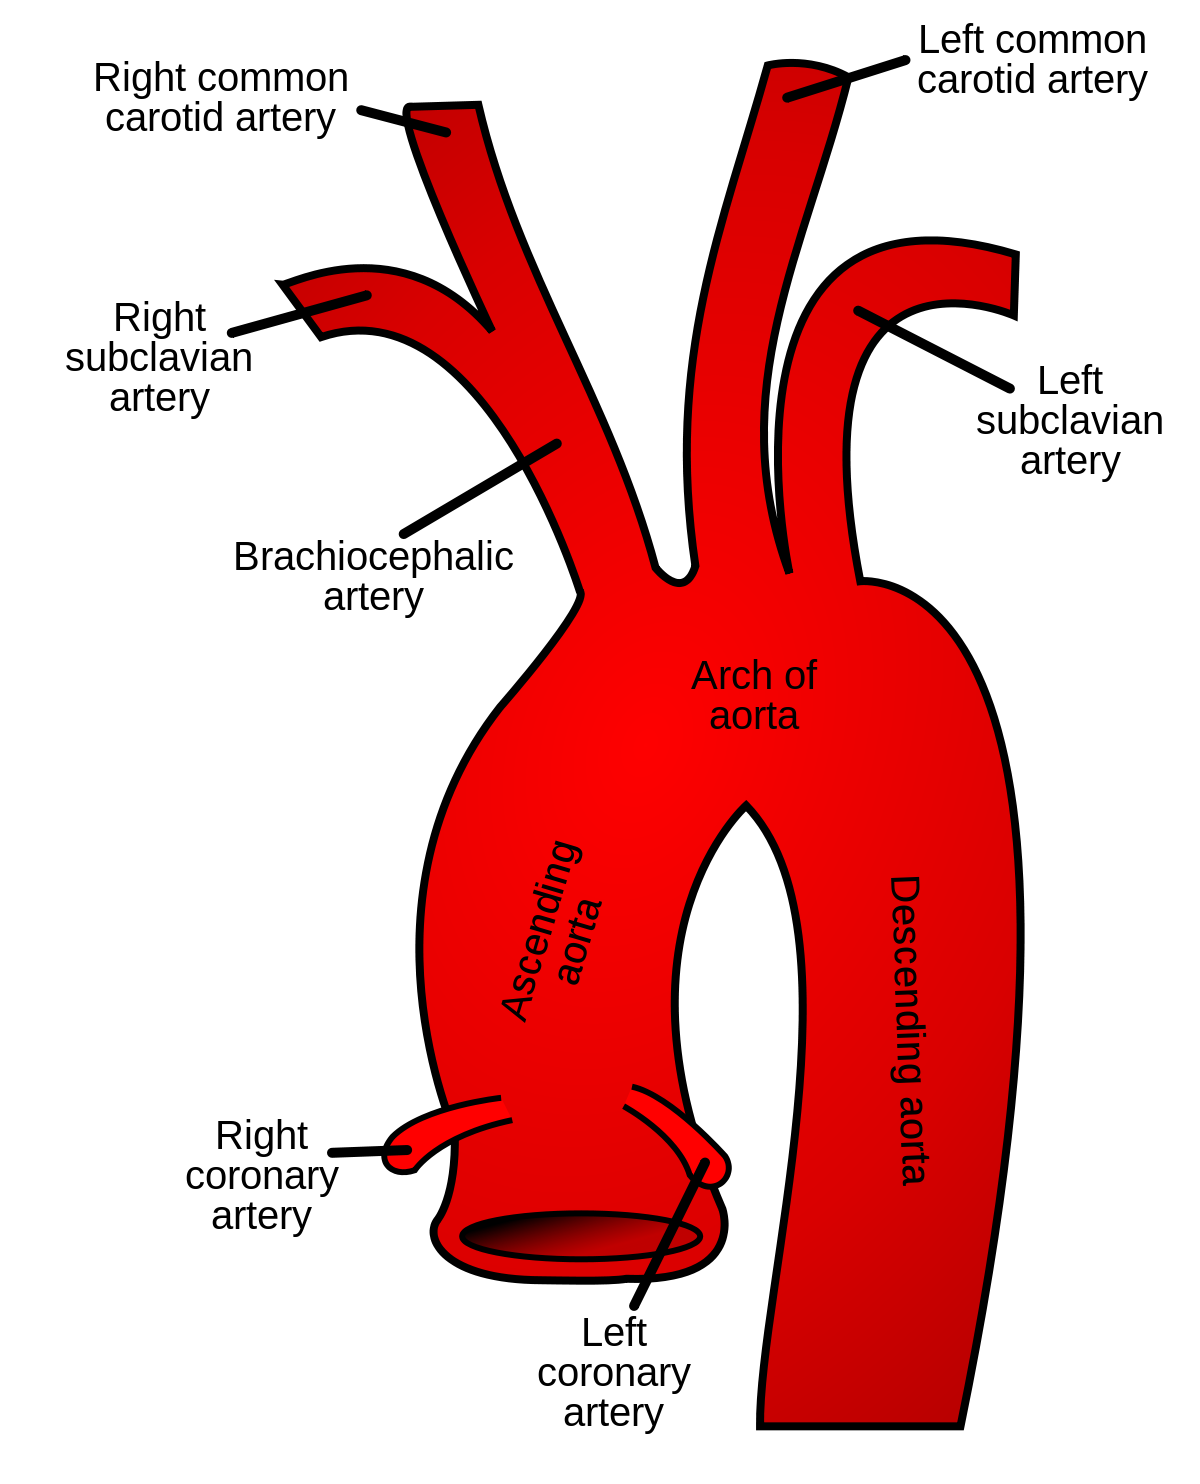 Left common
carotid artery
Right common
carotid artery
Right
subclavian
artery
Left
subclavian
artery
Brachiocephalic
artery
Arch of
aorta
Ascending
aorta
Descending aorta
Right
coronary
artery
Left
coronary
artery